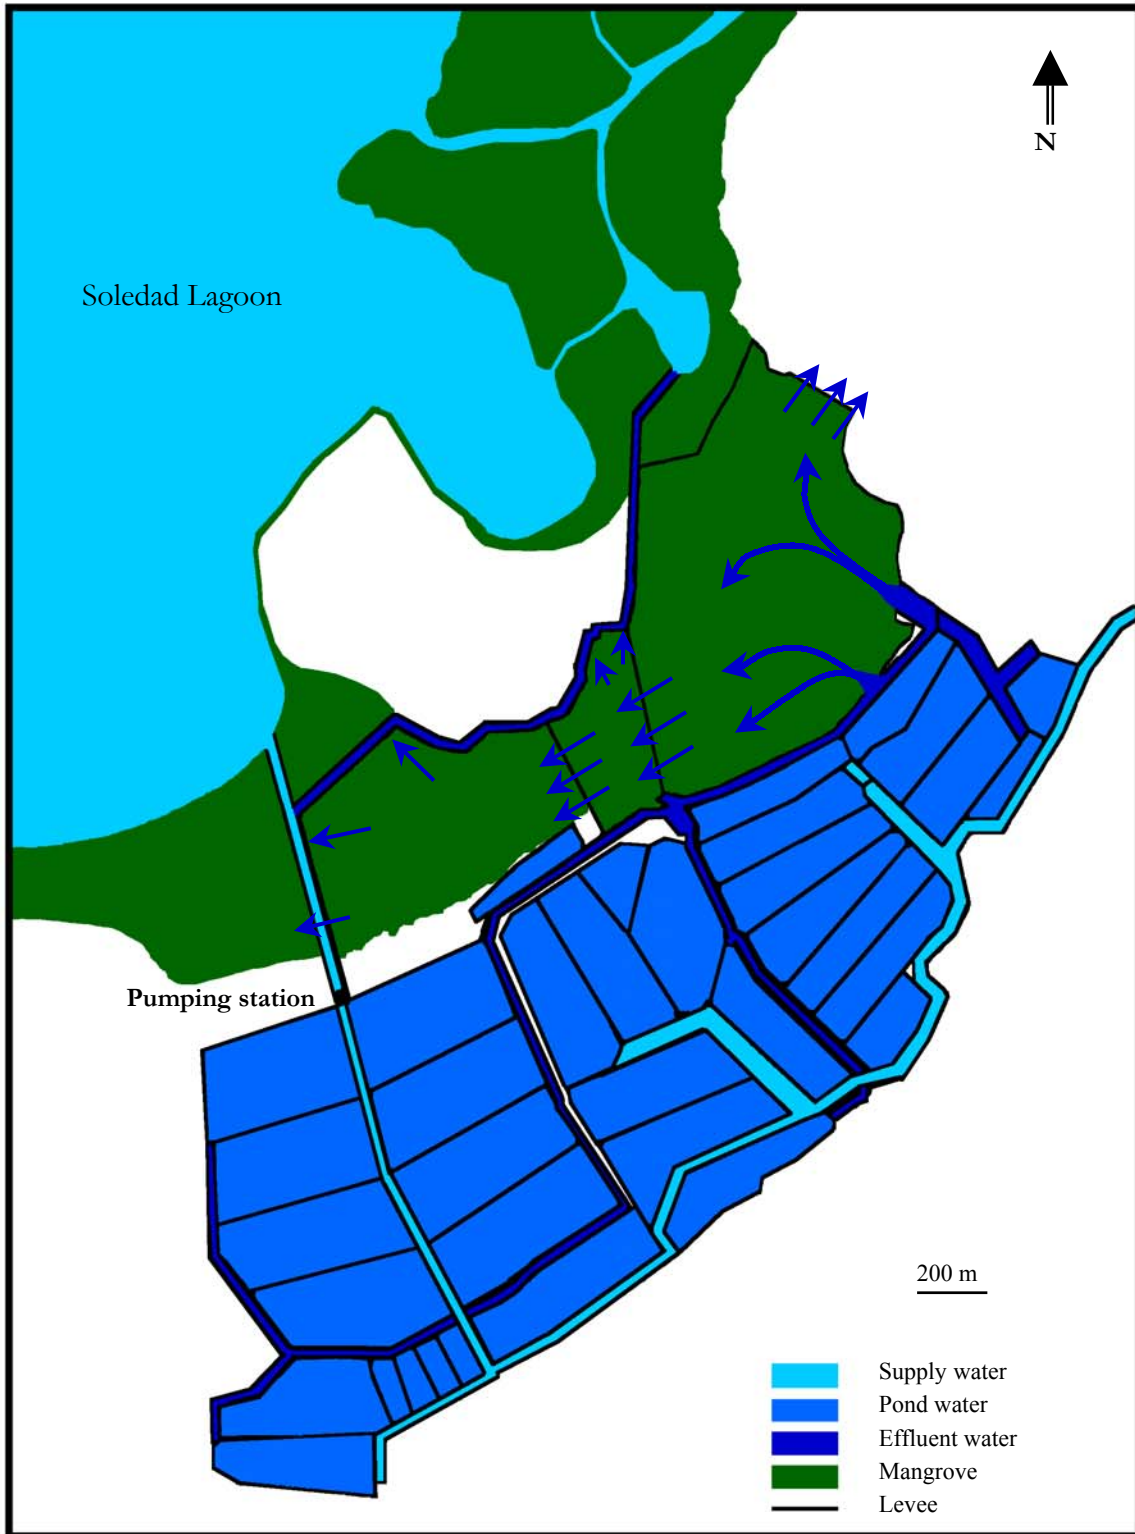 N
Soledad Lagoon
Pumping station
200 m
Supply water
Pond water
Effluent water
Mangrove
Levee